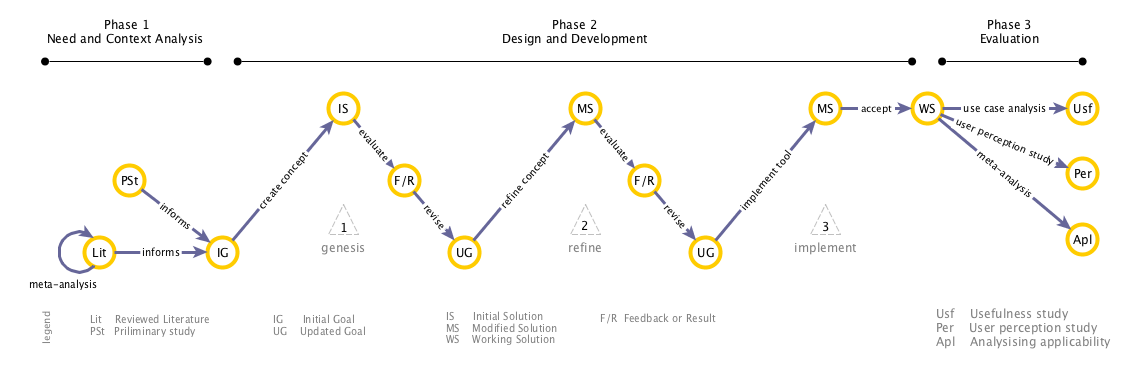 Phase 1
Need and Context Analysis
Phase 2
Design and Development
Phase 3
Evaluation
IS
MS
MS
accept
WS
use case analysis
Usf
evaluate
evaluate
user perception study
PSt
F/R
F/R
Per
create concept
refine concept
implement tool
meta-analysis
informs
revise
revise
1
genesis
2
refine
3
implement
Lit
informs
IG
UG
UG
Apl
meta-analysis
legend
Lit Reviewed Literature
PSt Priliminary study
IG Initial Goal
UG Updated Goal
IS Initial Solution
MS Modified Solution
WS Working Solution
F/R Feedback or Result
Usf Usefulness study
Per User perception study
Apl Analysising applicability